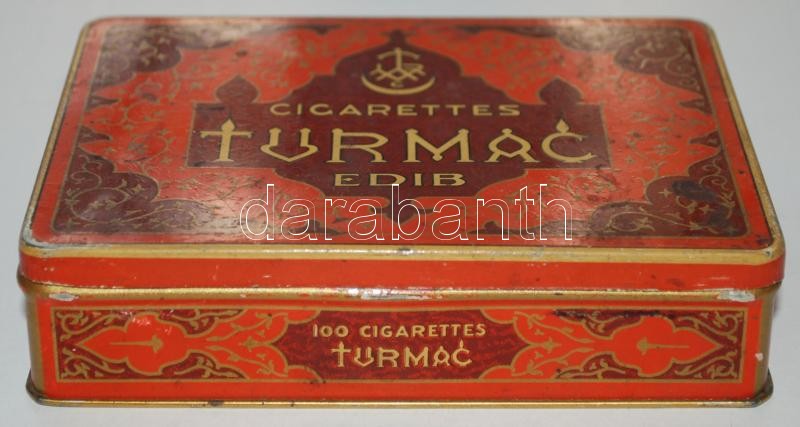 CIGARETTES
TURMAC
EDIB
darabanth
100 CIGARETTES
TURMAC